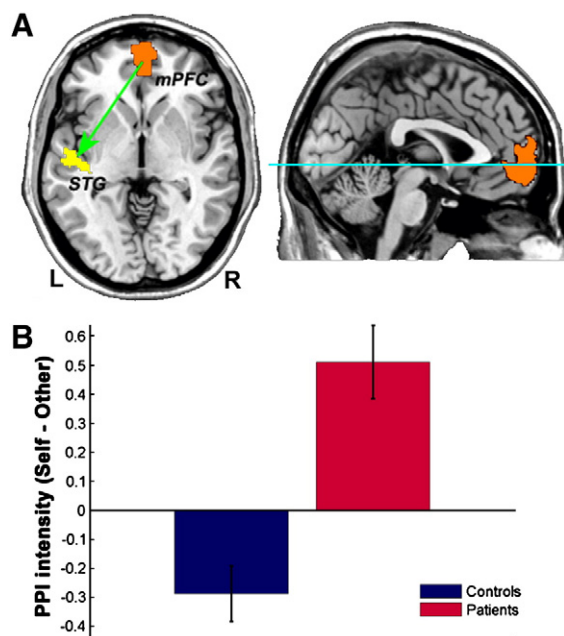 A
mPFC
STG
L
R
B
PPI intensity (Self - Other)
0.6
0.5
0.4
0.3
0.2
0.1
0
-0.1
-0.2
-0.3
-0.4
Controls
Patients